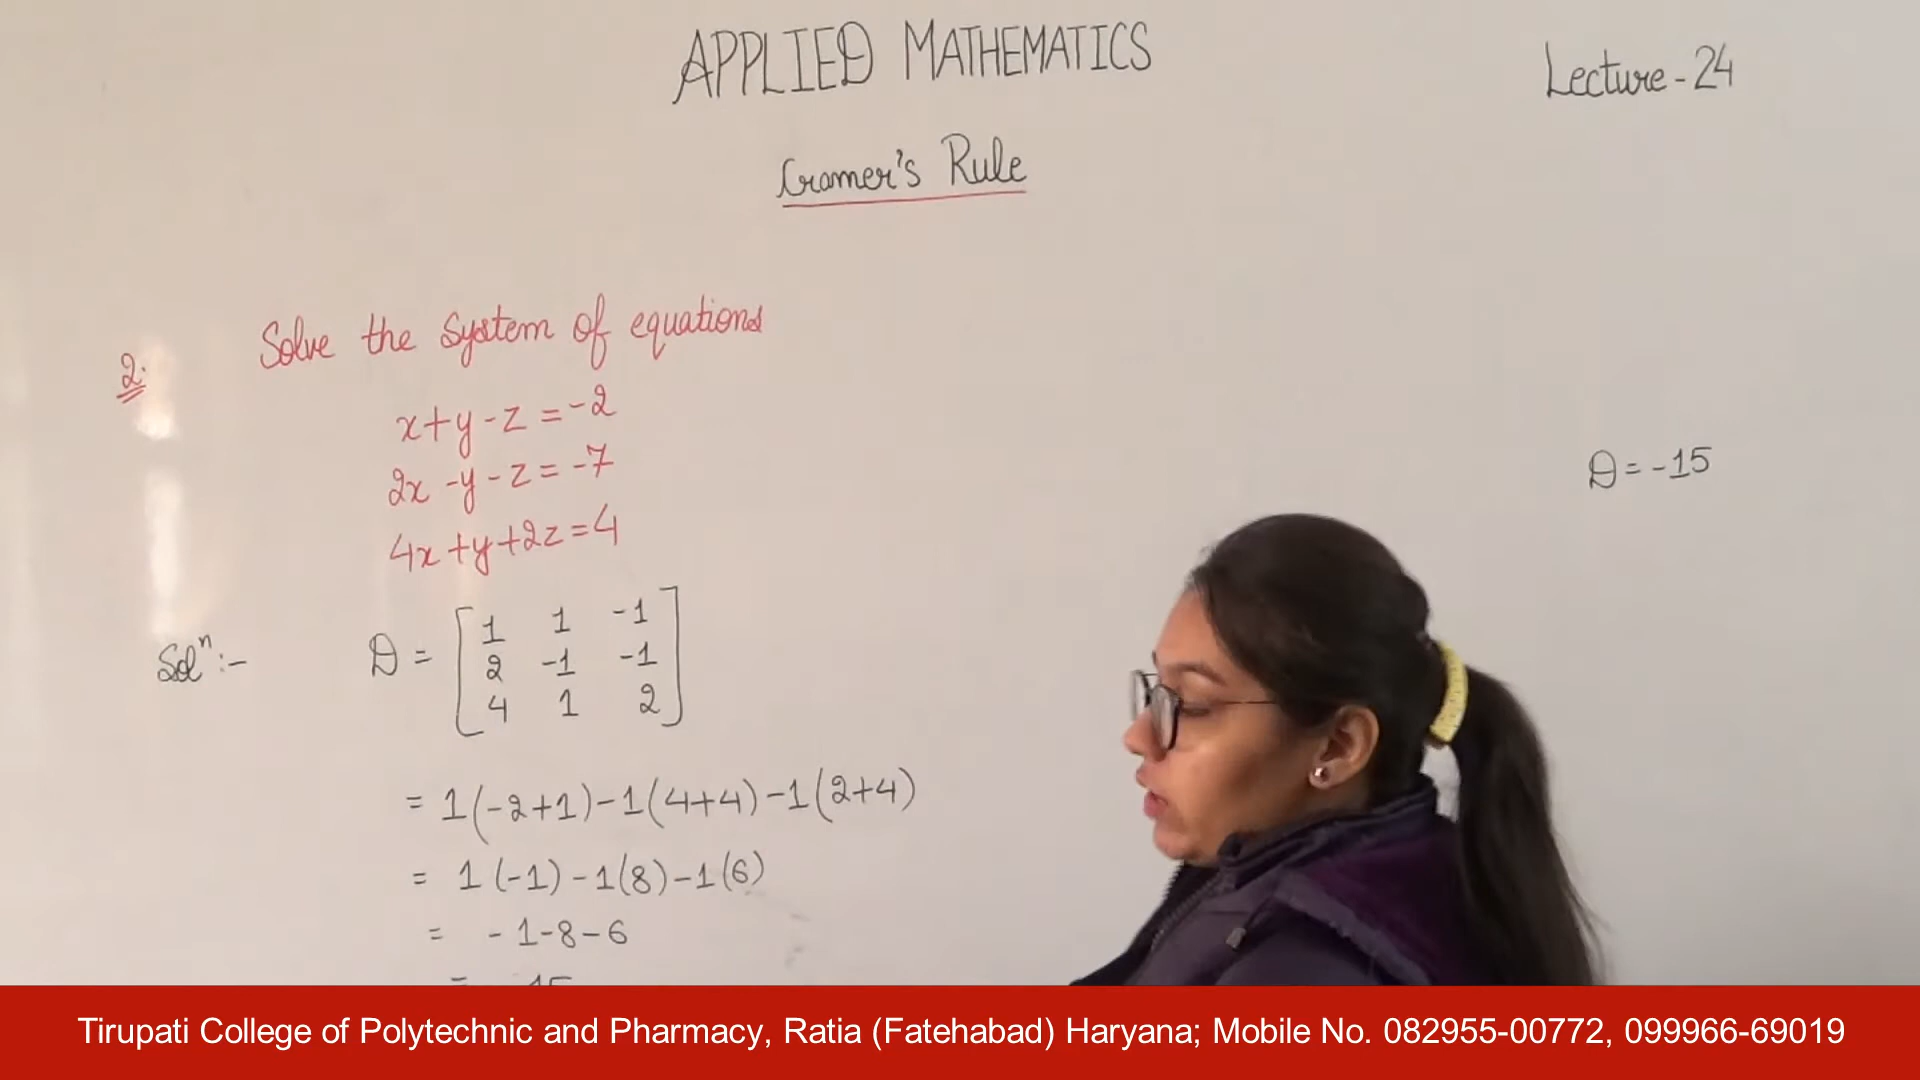 APPLIED MATHEMATICS
Lecture - 24
Cramer's Rule
2. Solve the System of equations
x+y-z=-2
2x-y-z=-7
4x+y+2z=4
D=-15
Solⁿ:- D = [1 1 -1
2 -1 -1
4 1 2]
= 1(-2+1)-1(4+4)-1(2+4)
= 1(-1)-1(8)-1(6)
= -1-8-6
Tirupati College of Polytechnic and Pharmacy, Ratia (Fatehabad) Haryana; Mobile No. 082955-00772, 099966-69019